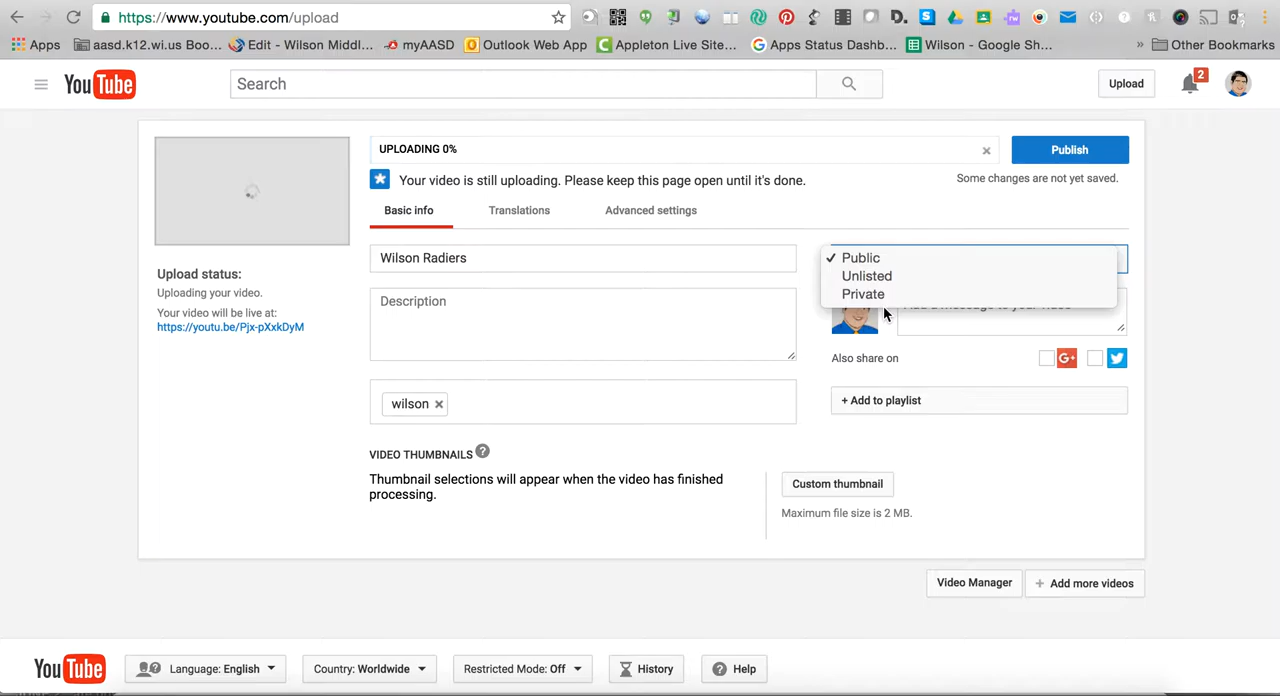 https://www.youtube.com/upload
Apps aasd.k12.wi.us Boo... Edit - Wilson Middl... myAASD Outlook Web App Appleton Live Site... Apps Status Dashb... Wilson - Google Sh... » Other Bookmarks
YouTube Search Upload 2
UPLOADING 0% × Publish
Your video is still uploading. Please keep this page open until it's done. Some changes are not yet saved.
Basic info Translations Advanced settings
Wilson Radiers
✓ Public
Unlisted
Private
Description
Add a message to your video
Upload status:
Uploading your video.
Your video will be live at:
https://youtu.be/Pjx-pXxkDyM
Also share on G+
wilson ×
+ Add to playlist
VIDEO THUMBNAILS ?
Thumbnail selections will appear when the video has finished
processing.
Custom thumbnail
Maximum file size is 2 MB.
Video Manager + Add more videos
YouTube Language: English Country: Worldwide Restricted Mode: Off History ? Help